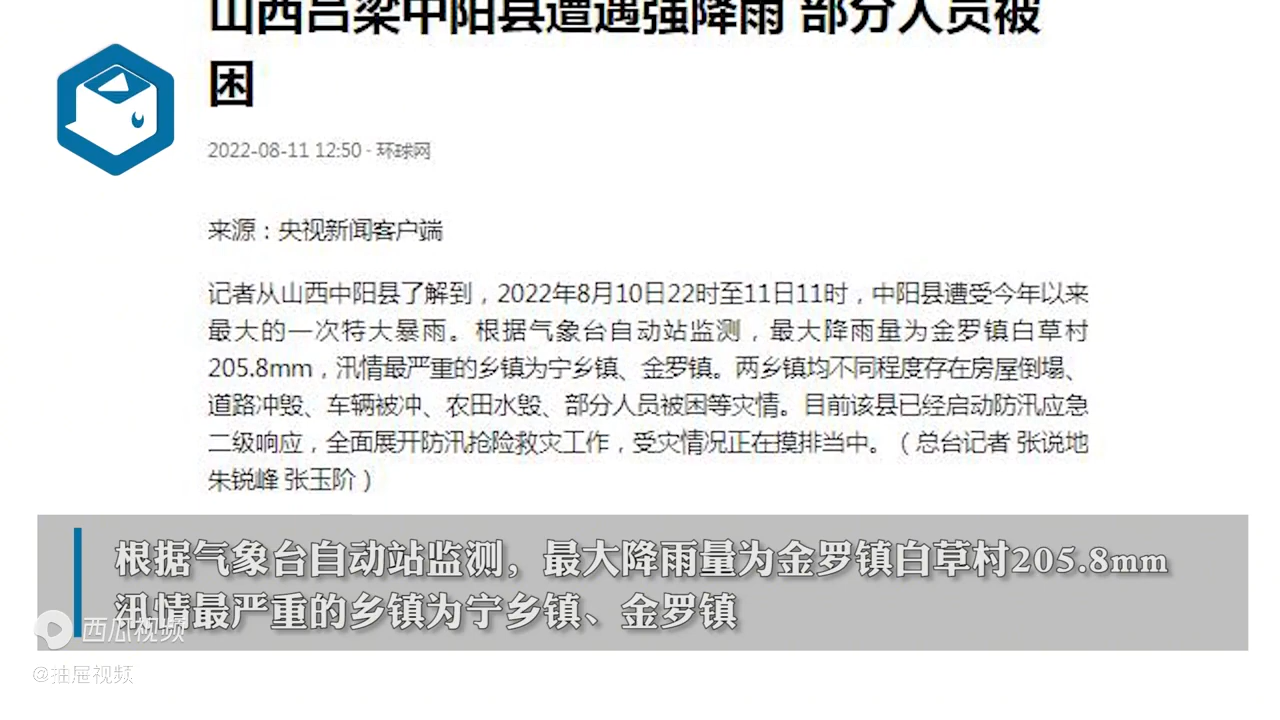 山西吕梁中阳县遭遇强降雨 部分人员被
困
2022-08-11 12:50 · 环球网
来源：央视新闻客户端
记者从山西中阳县了解到，2022年8月10日22时至11日11时，中阳县遭受今年以来
最大的一次特大暴雨。根据气象台自动站监测，最大降雨量为金罗镇白草村
205.8mm，汛情最严重的乡镇为宁乡镇、金罗镇。两乡镇均不同程度存在房屋倒塌、
道路冲毁、车辆被冲、农田水毁、部分人员被困等灾情。目前该县已经启动防汛应急
二级响应，全面展开防汛抢险救灾工作，受灾情况正在摸排当中。（总台记者 张说地
朱锐峰 张玉阶）
根据气象台自动站监测，最大降雨量为金罗镇白草村205.8mm
汛情最严重的乡镇为宁乡镇、金罗镇
西瓜视频
@抽屉视频